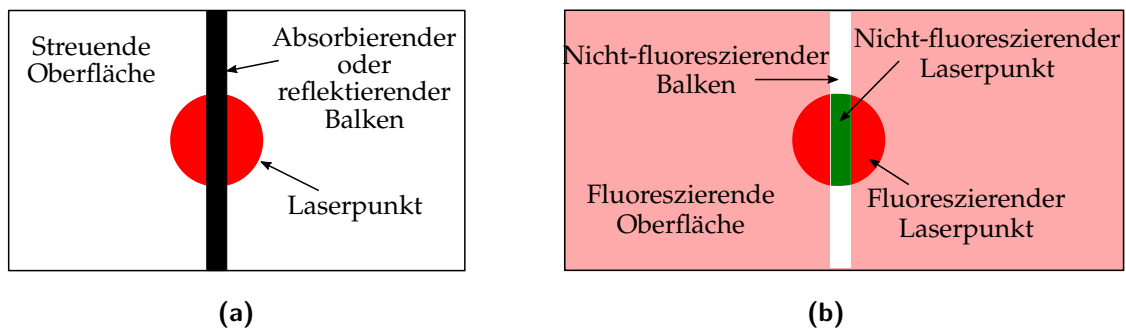 Streuende
Oberfläche
Absorbierender
oder
reflektierender
Balken
Laserpunkt
(a)
Nicht-fluoreszierender
Balken
Nicht-fluoreszierender
Laserpunkt
Fluoreszierende
Oberfläche
Fluoreszierender
Laserpunkt
(b)